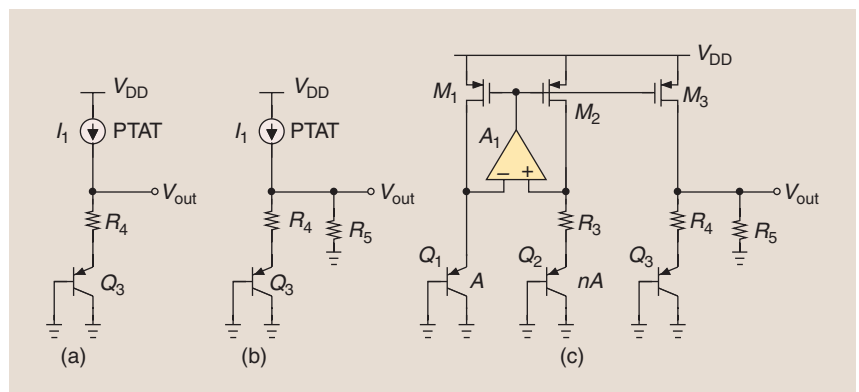 V_DD
I_1 PTAT
V_out
R_4
Q_3
(a)
V_DD
I_1 PTAT
V_out
R_4
R_5
Q_3
(b)
V_DD
M_1
M_2
M_3
A_1
− +
V_out
R_3
R_4
R_5
Q_1
A
Q_2
nA
Q_3
(c)